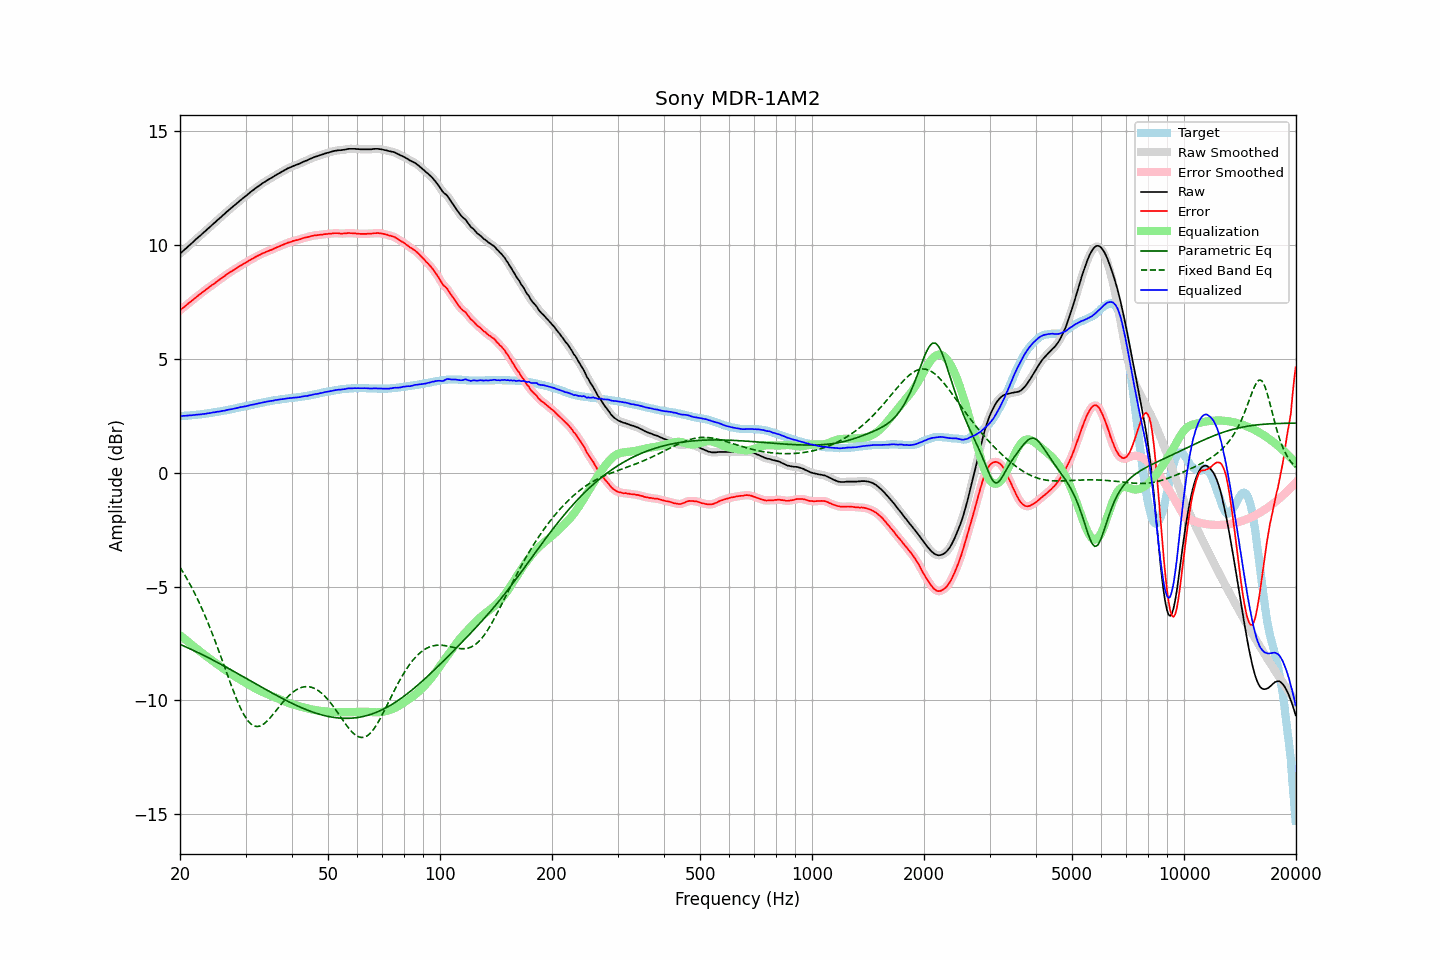 Sony MDR-1AM2
Target
Raw Smoothed
Error Smoothed
Raw
Error
Equalization
Parametric Eq
Fixed Band Eq
Equalized
15
10
5
0
−5
−10
−15
Amplitude (dBr)
20
50
100
200
500
1000
2000
5000
10000
20000
Frequency (Hz)